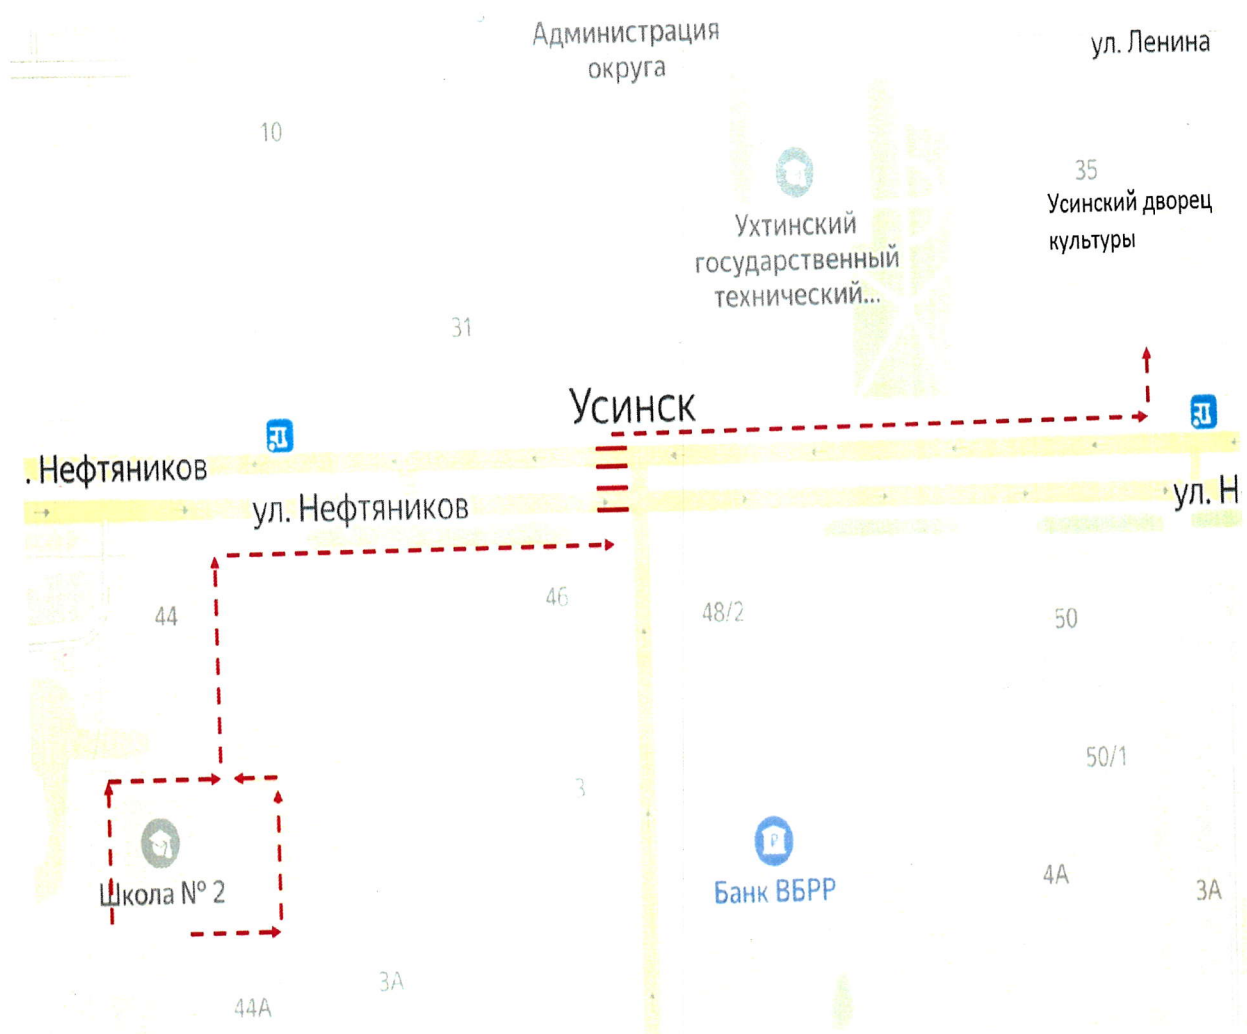 Администрация
округа
ул. Ленина
10
35
Усинский дворец
культуры
Ухтинский
государственный
технический...
31
Усинск
. Нефтяников
ул. Нефтяников
ул. Н
44
46
48/2
50
50/1
3
Школа № 2
Банк ВБРР
4А
3А
3А
44А